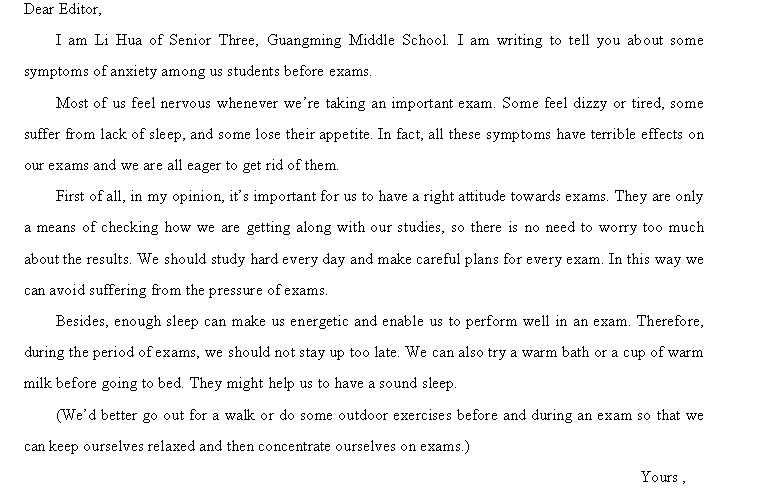 Dear Editor,
I am Li Hua of Senior Three, Guangming Middle School. I am writing to tell you about some
symptoms of anxiety among us students before exams.
Most of us feel nervous whenever we're taking an important exam. Some feel dizzy or tired, some
suffer from lack of sleep, and some lose their appetite. In fact, all these symptoms have terrible effects on
our exams and we are all eager to get rid of them.
First of all, in my opinion, it's important for us to have a right attitude towards exams. They are only
a means of checking how we are getting along with our studies, so there is no need to worry too much
about the results. We should study hard every day and make careful plans for every exam. In this way we
can avoid suffering from the pressure of exams.
Besides, enough sleep can make us energetic and enable us to perform well in an exam. Therefore,
during the period of exams, we should not stay up too late. We can also try a warm bath or a cup of warm
milk before going to bed. They might help us to have a sound sleep.
(We'd better go out for a walk or do some outdoor exercises before and during an exam so that we
can keep ourselves relaxed and then concentrate ourselves on exams.)
Yours ,